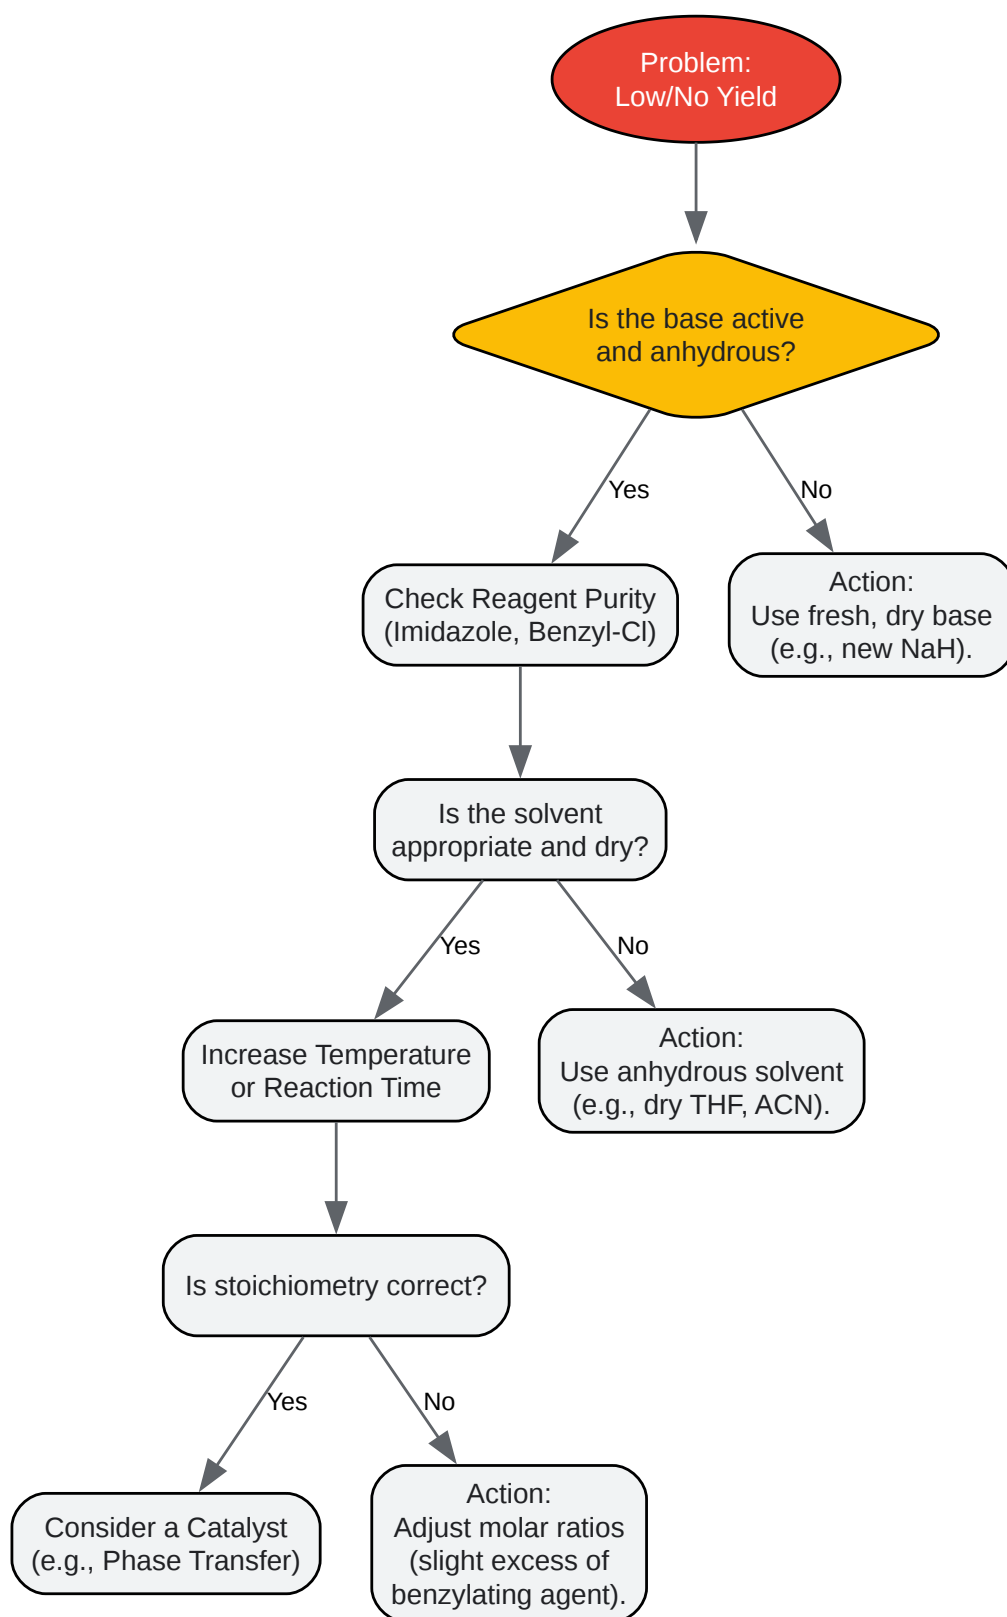 Problem:
Low/No Yield
Is the base active
and anhydrous?
Yes
No
Check Reagent Purity
(Imidazole, Benzyl-Cl)
Action:
Use fresh, dry base
(e.g., new NaH).
Is the solvent
appropriate and dry?
Yes
No
Increase Temperature
or Reaction Time
Action:
Use anhydrous solvent
(e.g., dry THF, ACN).
Is stoichiometry correct?
Yes
No
Consider a Catalyst
(e.g., Phase Transfer)
Action:
Adjust molar ratios
(slight excess of
benzylating agent).